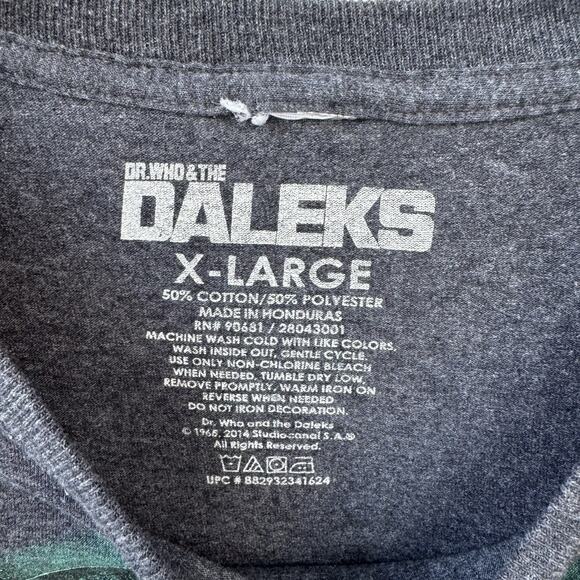 DR. WHO & THE
DALEKS
X-LARGE
50% COTTON/50% POLYESTER
MADE IN HONDURAS
RN# 90681 / 28043001
MACHINE WASH COLD WITH LIKE COLORS,
WASH INSIDE OUT, GENTLE CYCLE.
USE ONLY NON-CHLORINE BLEACH
WHEN NEEDED, TUMBLE DRY LOW,
REMOVE PROMPTLY, WARM IRON ON
REVERSE WHEN NEEDED
DO NOT IRON DECORATION.
Dr. Who and the Daleks
© 1965, 2014 Studiocanal S.A.®
All Rights Reserved.
UPC # 882932341624